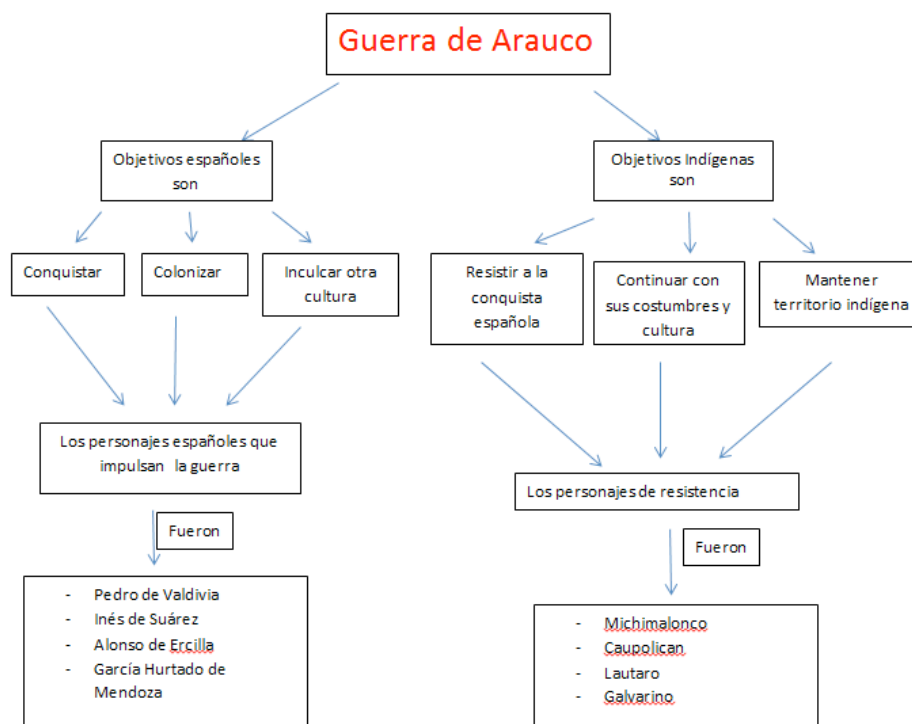 Guerra de Arauco
Objetivos españoles
son
Objetivos Indígenas
son
Conquistar
Colonizar
Inculcar otra
cultura
Resistir a la
conquista
española
Continuar con
sus costumbres y
cultura
Mantener
territorio indígena
Los personajes españoles que
impulsan la guerra
Los personajes de resistencia
Fueron
Fueron
- Pedro de Valdivia
- Inés de Suárez
- Alonso de Ercilla
- García Hurtado de
Mendoza
- Michimalonco
- Caupolican
- Lautaro
- Galvarino